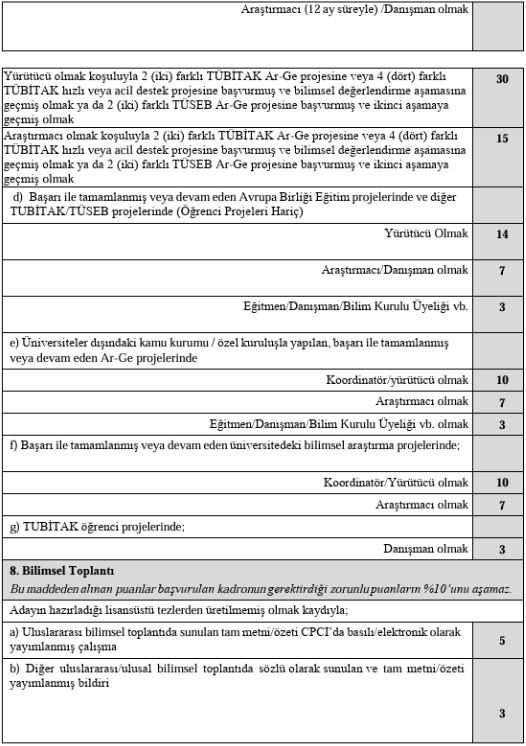 Araştırmacı (12 ay süreyle) /Danışman olmak
Yürütücü olmak koşuluyla 2 (iki) farklı TÜBİTAK Ar-Ge projesine veya 4 (dört) farklı
TÜBİTAK hızlı veya acil destek projesine başvurmuş ve bilimsel değerlendirme aşamasına
geçmiş olmak ya da 2 (iki) farklı TÜSEB Ar-Ge projesine başvurmuş ve ikinci aşamaya
geçmiş olmak
30
Araştırmacı olmak koşuluyla 2 (iki) farklı TÜBİTAK Ar-Ge projesine veya 4 (dört) farklı
TÜBİTAK hızlı veya acil destek projesine başvurmuş ve bilimsel değerlendirme aşamasına
geçmiş olmak ya da 2 (iki) farklı TÜSEB Ar-Ge projesine başvurmuş ve ikinci aşamaya
geçmiş olmak
15
d) Başarı ile tamamlanmış veya devam eden Avrupa Birliği Eğitim projelerinde ve diğer
TUBİTAK/TÜSEB projelerinde (Öğrenci Projeleri Hariç)
Yürütücü Olmak 14
Araştırmacı/Danışman olmak 7
Eğitmen/Danışman/Bilim Kurulu Üyeliği vb. 3
e) Üniversiteler dışındaki kamu kurumu / özel kuruluşla yapılan, başarı ile tamamlanmış
veya devam eden Ar-Ge projelerinde
Koordinatör/yürütücü olmak 10
Araştırmacı olmak 7
Eğitmen/Danışman/Bilim Kurulu Üyeliği vb. olmak 3
f) Başarı ile tamamlanmış veya devam eden üniversitedeki bilimsel araştırma projelerinde;
Koordinatör/Yürütücü olmak 10
Araştırmacı olmak 7
g) TUBİTAK öğrenci projelerinde;
Danışman olmak 3
8. Bilimsel Toplantı
Bu maddeden alınan puanlar başvurulan kadronun gerektirdiği zorunlu puanların %10'unu aşamaz.
Adayın hazırladığı lisansüstü tezlerden üretilmemiş olmak kaydıyla;
a) Uluslararası bilimsel toplantıda sunulan tam metni/özeti CPCI'da basılı/elektronik olarak
yayımlanmış çalışma
5
b) Diğer uluslararası/ulusal bilimsel toplantıda sözlü olarak sunulan ve tam metni/özeti
yayımlanmış bildiri
3